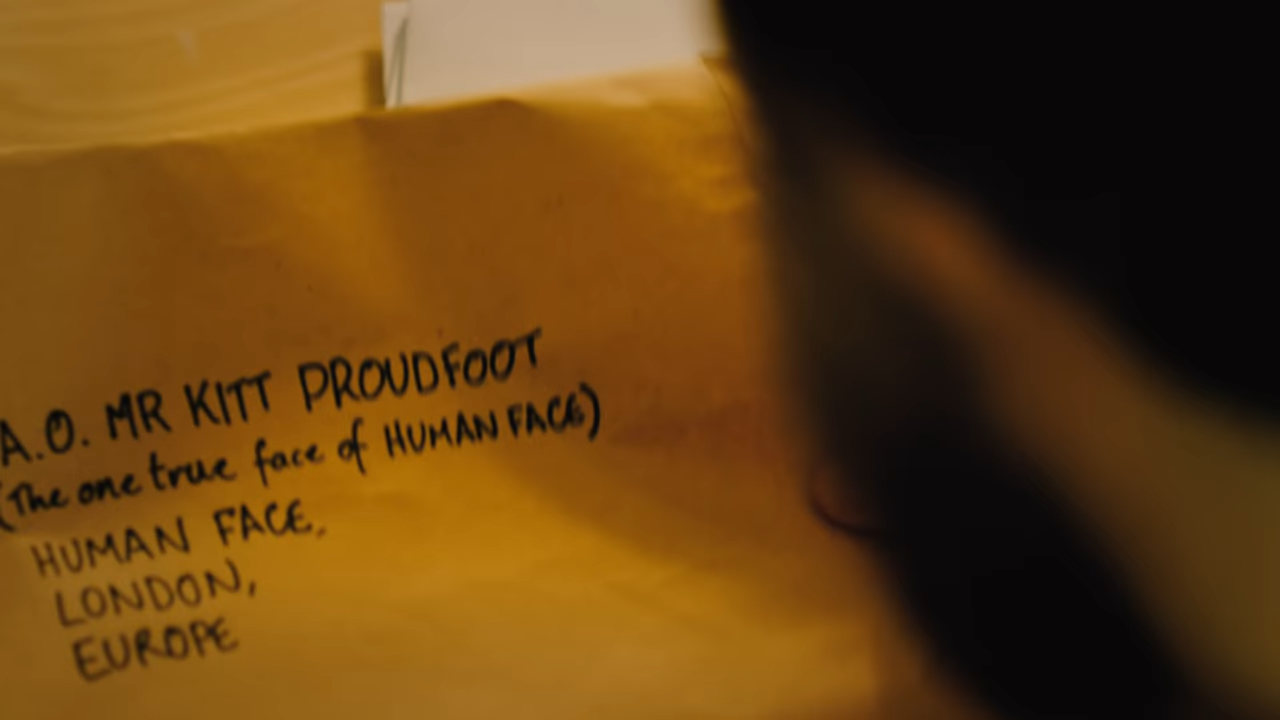 A.O. MR KITT PROUDFOOT
(The one true face of HUMAN FACE)
HUMAN FACE,
LONDON,
EUROPE